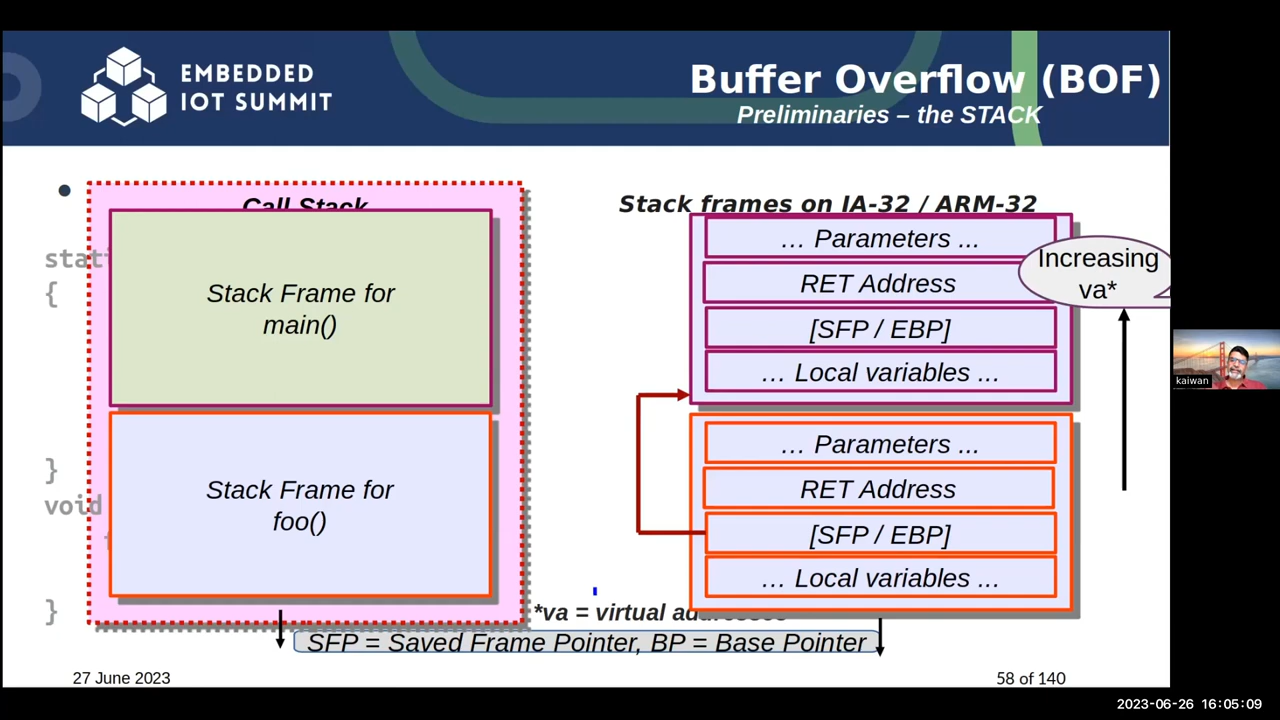 EMBEDDED
IOT SUMMIT
Buffer Overflow (BOF)
Preliminaries – the STACK
Call Stack
Stack Frame for
main()
Stack Frame for
foo()
{
}
void
}
Stack frames on IA-32 / ARM-32
… Parameters ...
RET Address
[SFP / EBP]
… Local variables ...
… Parameters ...
RET Address
[SFP / EBP]
… Local variables ...
Increasing
va*
*va = virtual addresses
SFP = Saved Frame Pointer, BP = Base Pointer
27 June 2023
58 of 140
kaiwan
2023-06-26 16:05:09